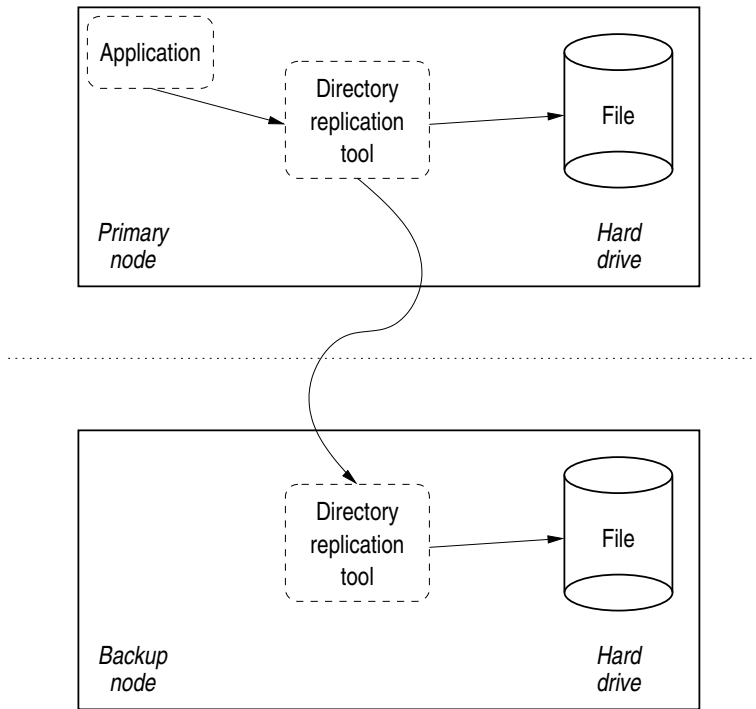 Application
Directory
replication
tool
File
Primary
node
Hard
drive
Directory
replication
tool
File
Backup
node
Hard
drive